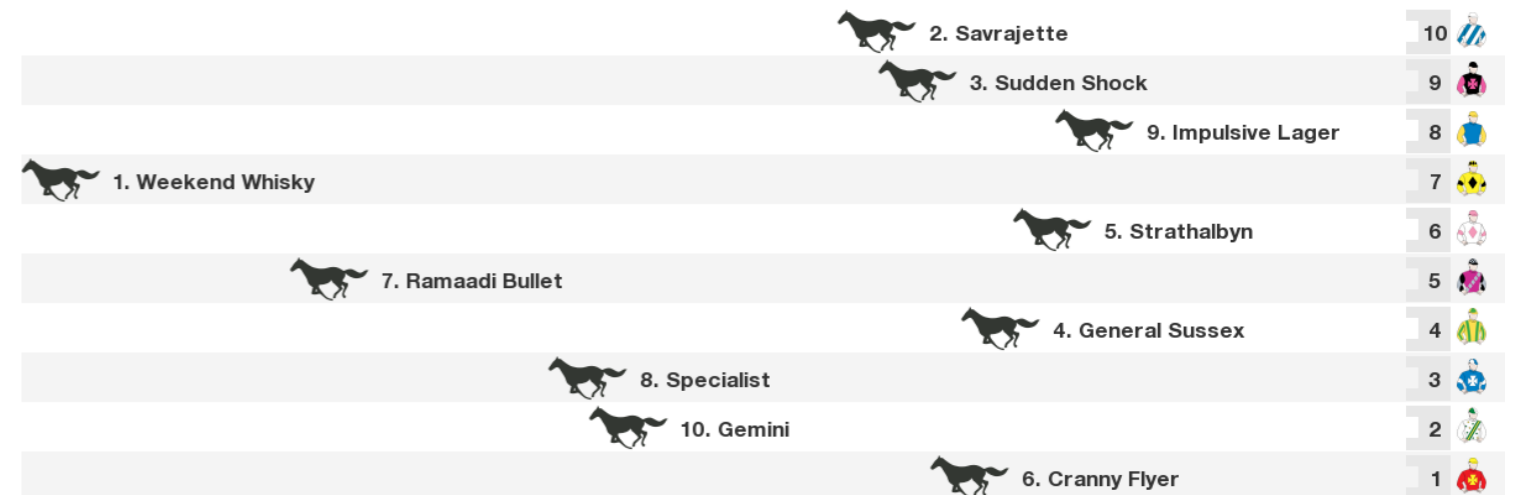 2. Savrajette 10
3. Sudden Shock 9
9. Impulsive Lager 8
1. Weekend Whisky 7
5. Strathalbyn 6
7. Ramaadi Bullet 5
4. General Sussex 4
8. Specialist 3
10. Gemini 2
6. Cranny Flyer 1